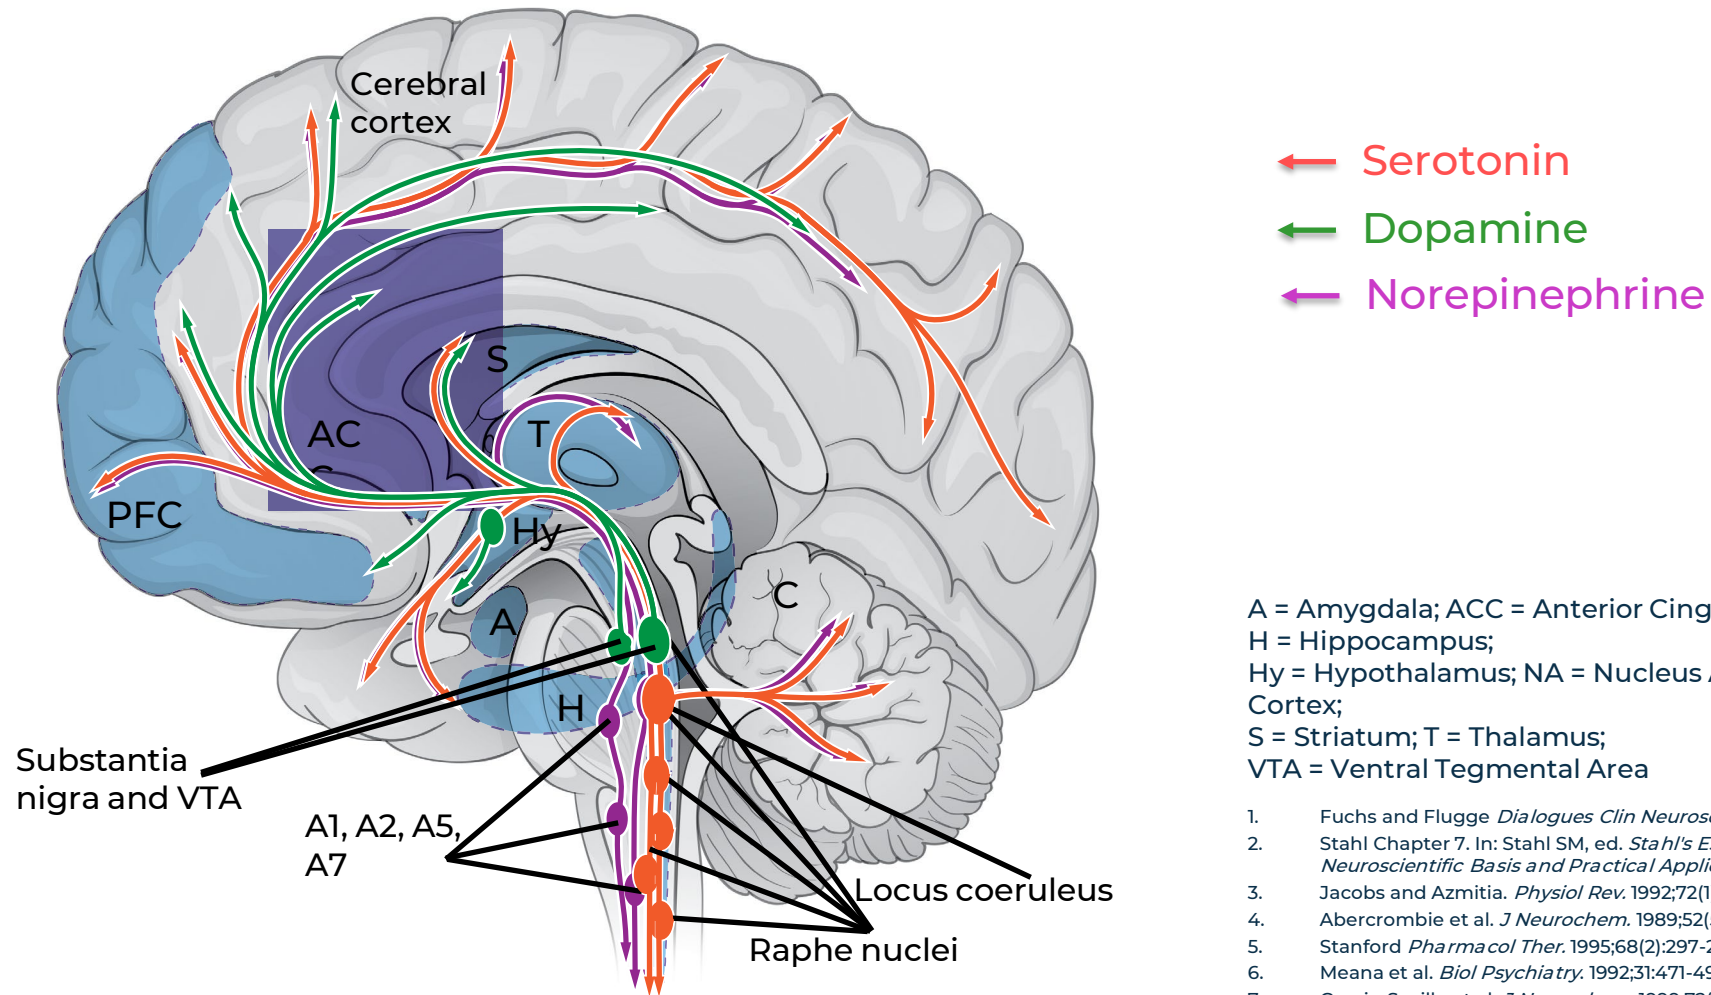 Cerebral
cortex
S
AC
T
PFC
Hy
C
A
H
Substantia
nigra and VTA
A1, A2, A5,
A7
Locus coeruleus
Raphe nuclei
Serotonin
Dopamine
Norepinephrine
A = Amygdala; ACC = Anterior
H = Hippocampus;
Hy = Hypothalamus; NA = Nucleus
Cortex;
S = Striatum; T = Thalamus;
VTA = Ventral Tegmental Area
1. Fuchs and Flugge Dialogues Clin
2. Stahl Chapter 7. In: Stahl SM, ed. Stahl's
Neuroscientific Basis and Practical
3. Jacobs and Azmitia. Physiol Rev. 1992;72(1
4. Abercrombie et al. J Neurochem. 1989;52(
5. Stanford Pharmacol Ther. 1995;68(2):297-2
6. Meana et al. Biol Psychiatry. 1992;31:471-49